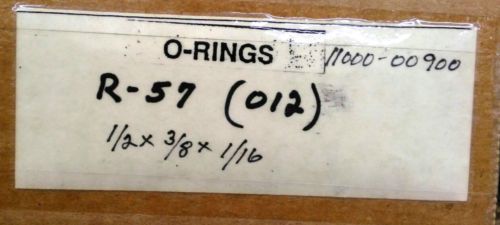 O-RINGS 11000-00900
R-57 (012)
1/2 x 3/8 x 1/16